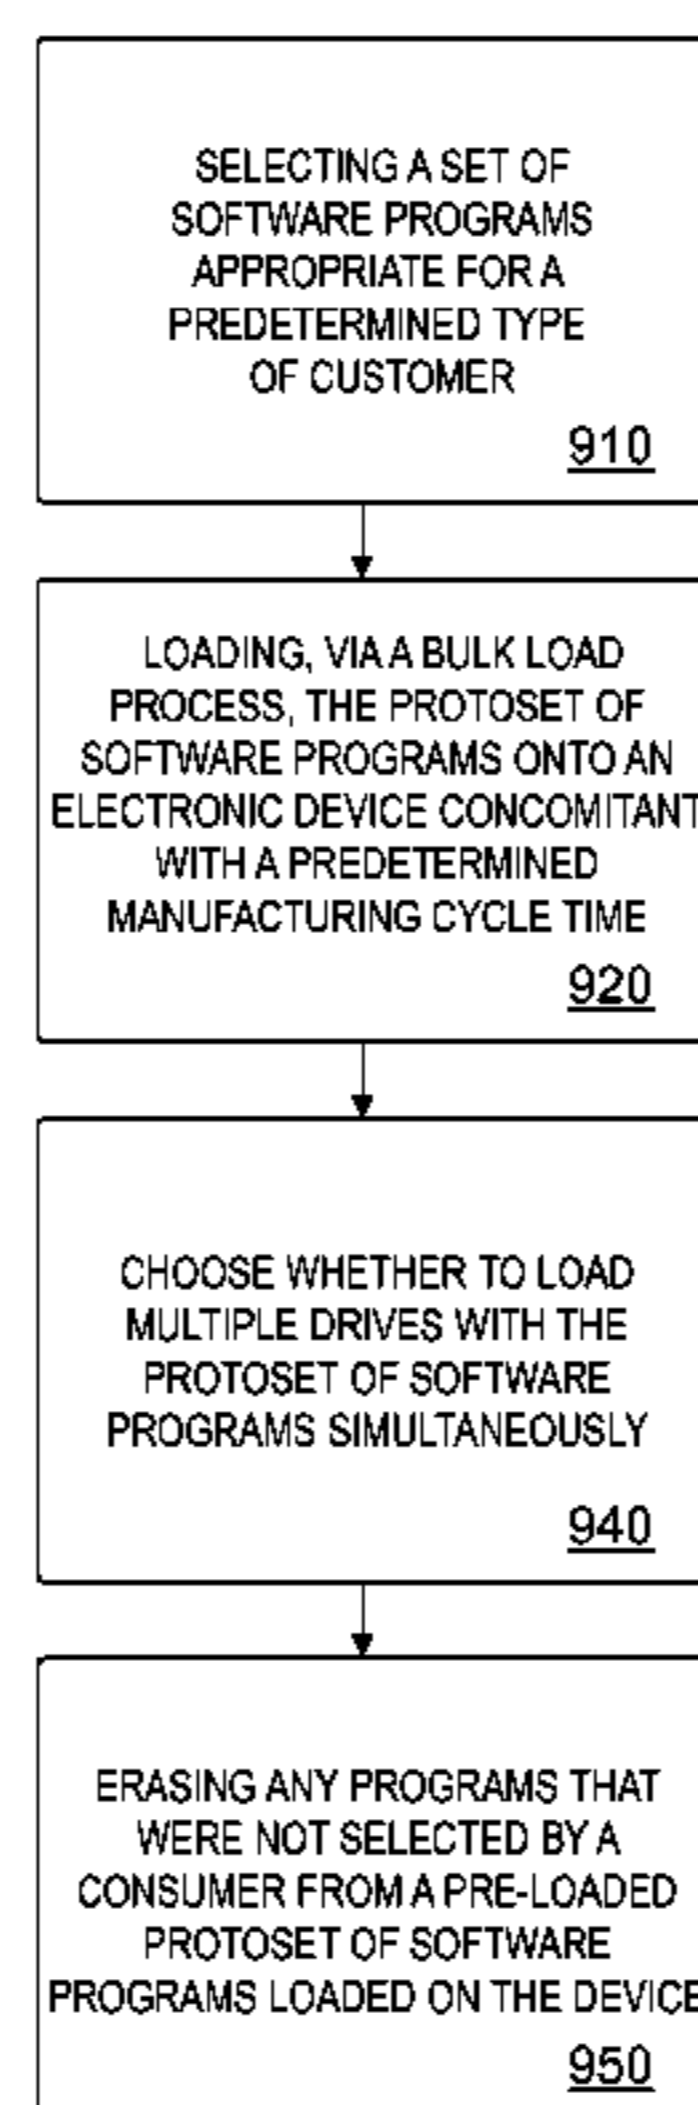 SELECTING A SET OF
SOFTWARE PROGRAMS
APPROPRIATE FOR A
PREDETERMINED TYPE
OF CUSTOMER
910
LOADING, VIA A BULK LOAD
PROCESS, THE PROTOSET OF
SOFTWARE PROGRAMS ONTO AN
ELECTRONIC DEVICE CONCOMITANT
WITH A PREDETERMINED
MANUFACTURING CYCLE TIME
920
CHOOSE WHETHER TO LOAD
MULTIPLE DRIVES WITH THE
PROTOSET OF SOFTWARE
PROGRAMS SIMULTANEOUSLY
940
ERASING ANY PROGRAMS THAT
WERE NOT SELECTED BY A
CONSUMER FROM A PRE-LOADED
PROTOSET OF SOFTWARE
PROGRAMS LOADED ON THE DEVICE
950